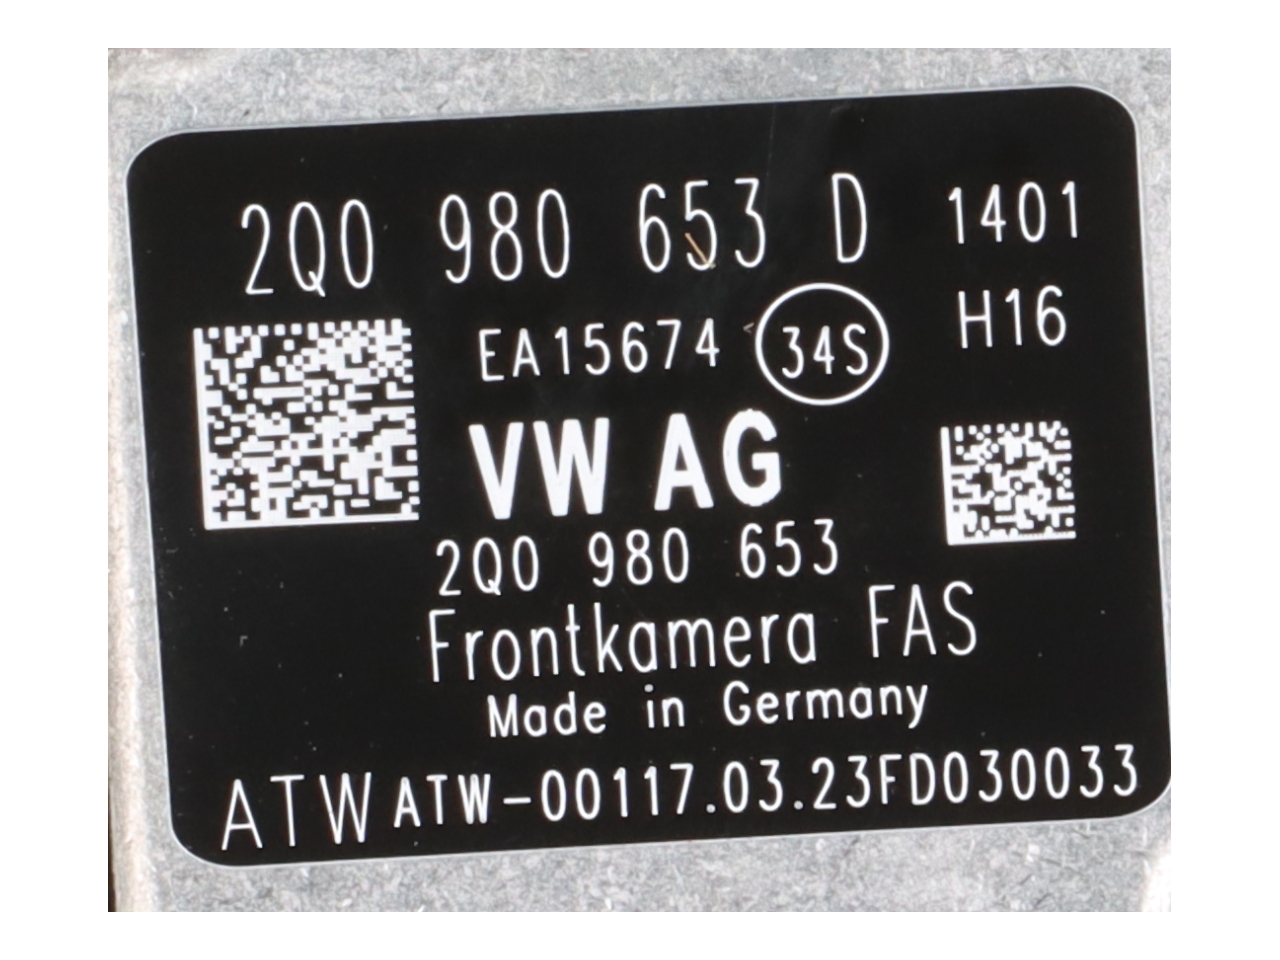 2Q0 980 653 D 1401
EA15674 34S H16
VW AG
2Q0 980 653
Frontkamera FAS
Made in Germany
ATW ATW-00117.03.23FD030033